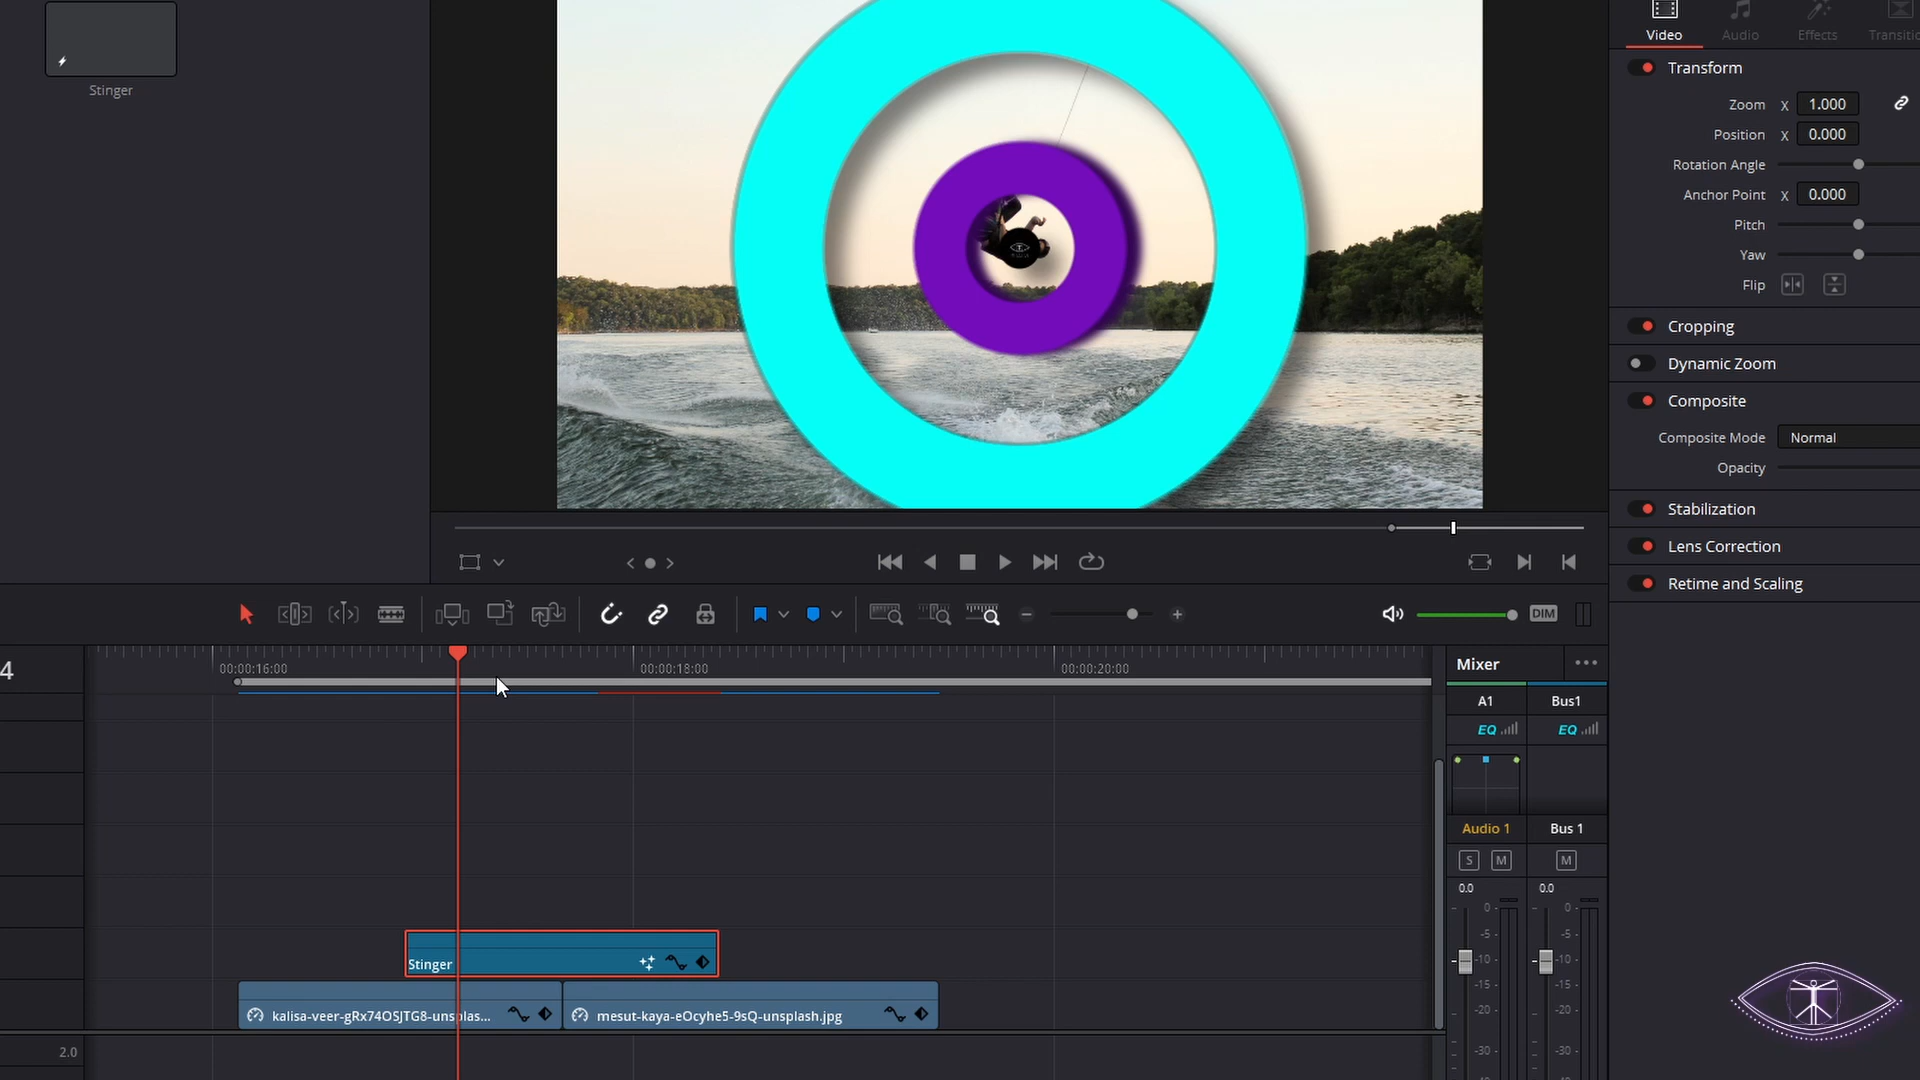 Stinger
Video
Audio
Effects
Transitic
Transform
Zoom X 1.000
Position X 0.000
Rotation Angle
Anchor Point X 0.000
Pitch
Yaw
Flip
Cropping
Dynamic Zoom
Composite
Composite Mode Normal
Opacity
Stabilization
Lens Correction
Retime and Scaling
DIM
4
00:00:16:00
00:00:18:00
00:00:20:00
Mixer
A1
Bus1
EQ
EQ
Audio 1
Bus 1
S
M
M
0.0
0.0
0
0
-5
-5
-10
-10
-15
-15
-20
-20
-30
-30
-40
-40
Stinger
kalisa-veer-gRx74OSJTG8-unsplas...
mesut-kaya-eOcyhe5-9sQ-unsplash.jpg
2.0